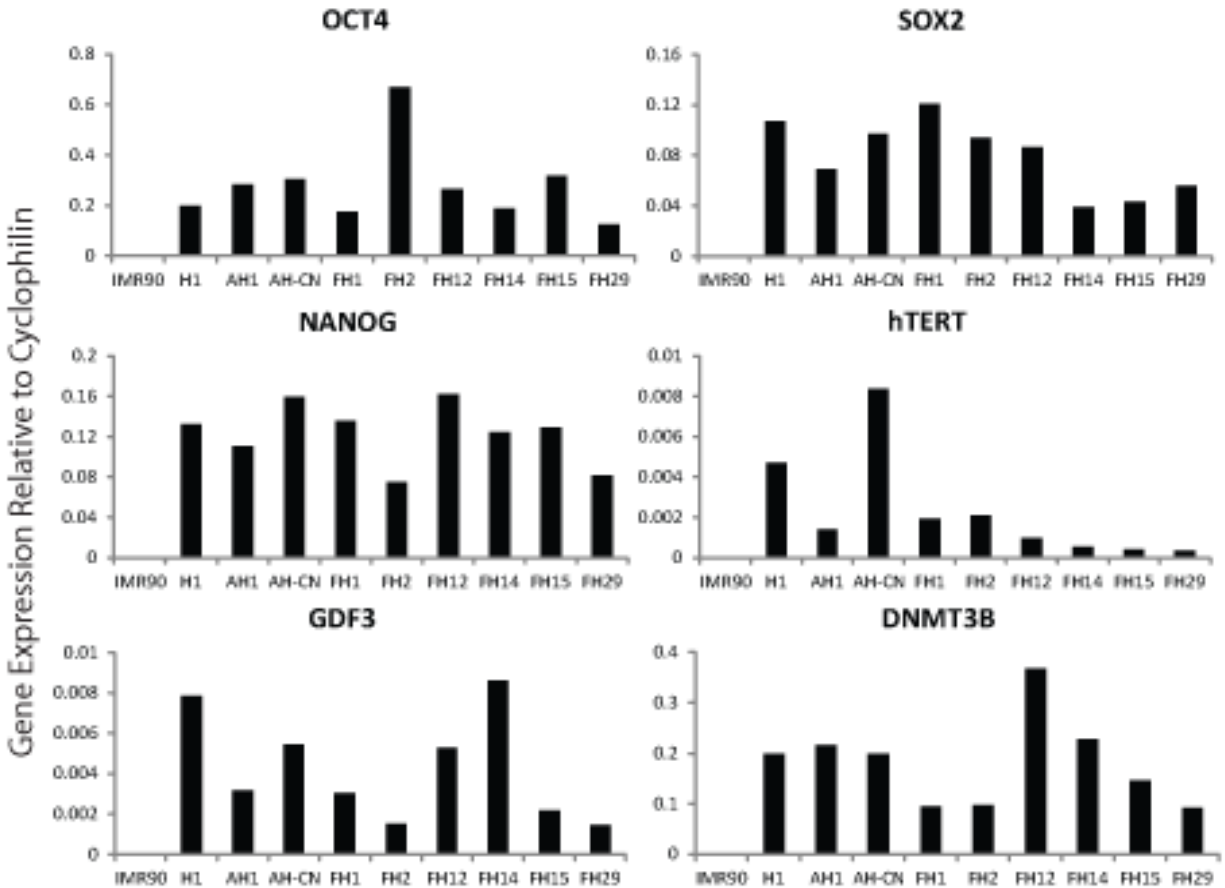 Gene Expression Relative to Cyclophilin
OCT4
0.8
0.6
0.4
0.2
0
IMR90 H1 AH1 AH-CN FH1 FH2 FH12 FH14 FH15 FH29
SOX2
0.16
0.12
0.08
0.04
0
IMR90 H1 AH1 AH-CN FH1 FH2 FH12 FH14 FH15 FH29
NANOG
0.2
0.16
0.12
0.08
0.04
0
IMR90 H1 AH1 AH-CN FH1 FH2 FH12 FH14 FH15 FH29
hTERT
0.01
0.008
0.006
0.004
0.002
0
IMR90 H1 AH1 AH-CN FH1 FH2 FH12 FH14 FH15 FH29
GDF3
0.01
0.008
0.006
0.004
0.002
0
IMR90 H1 AH1 AH-CN FH1 FH2 FH12 FH14 FH15 FH29
DNMT3B
0.4
0.3
0.2
0.1
0
IMR90 H1 AH1 AH-CN FH1 FH2 FH12 FH14 FH15 FH29